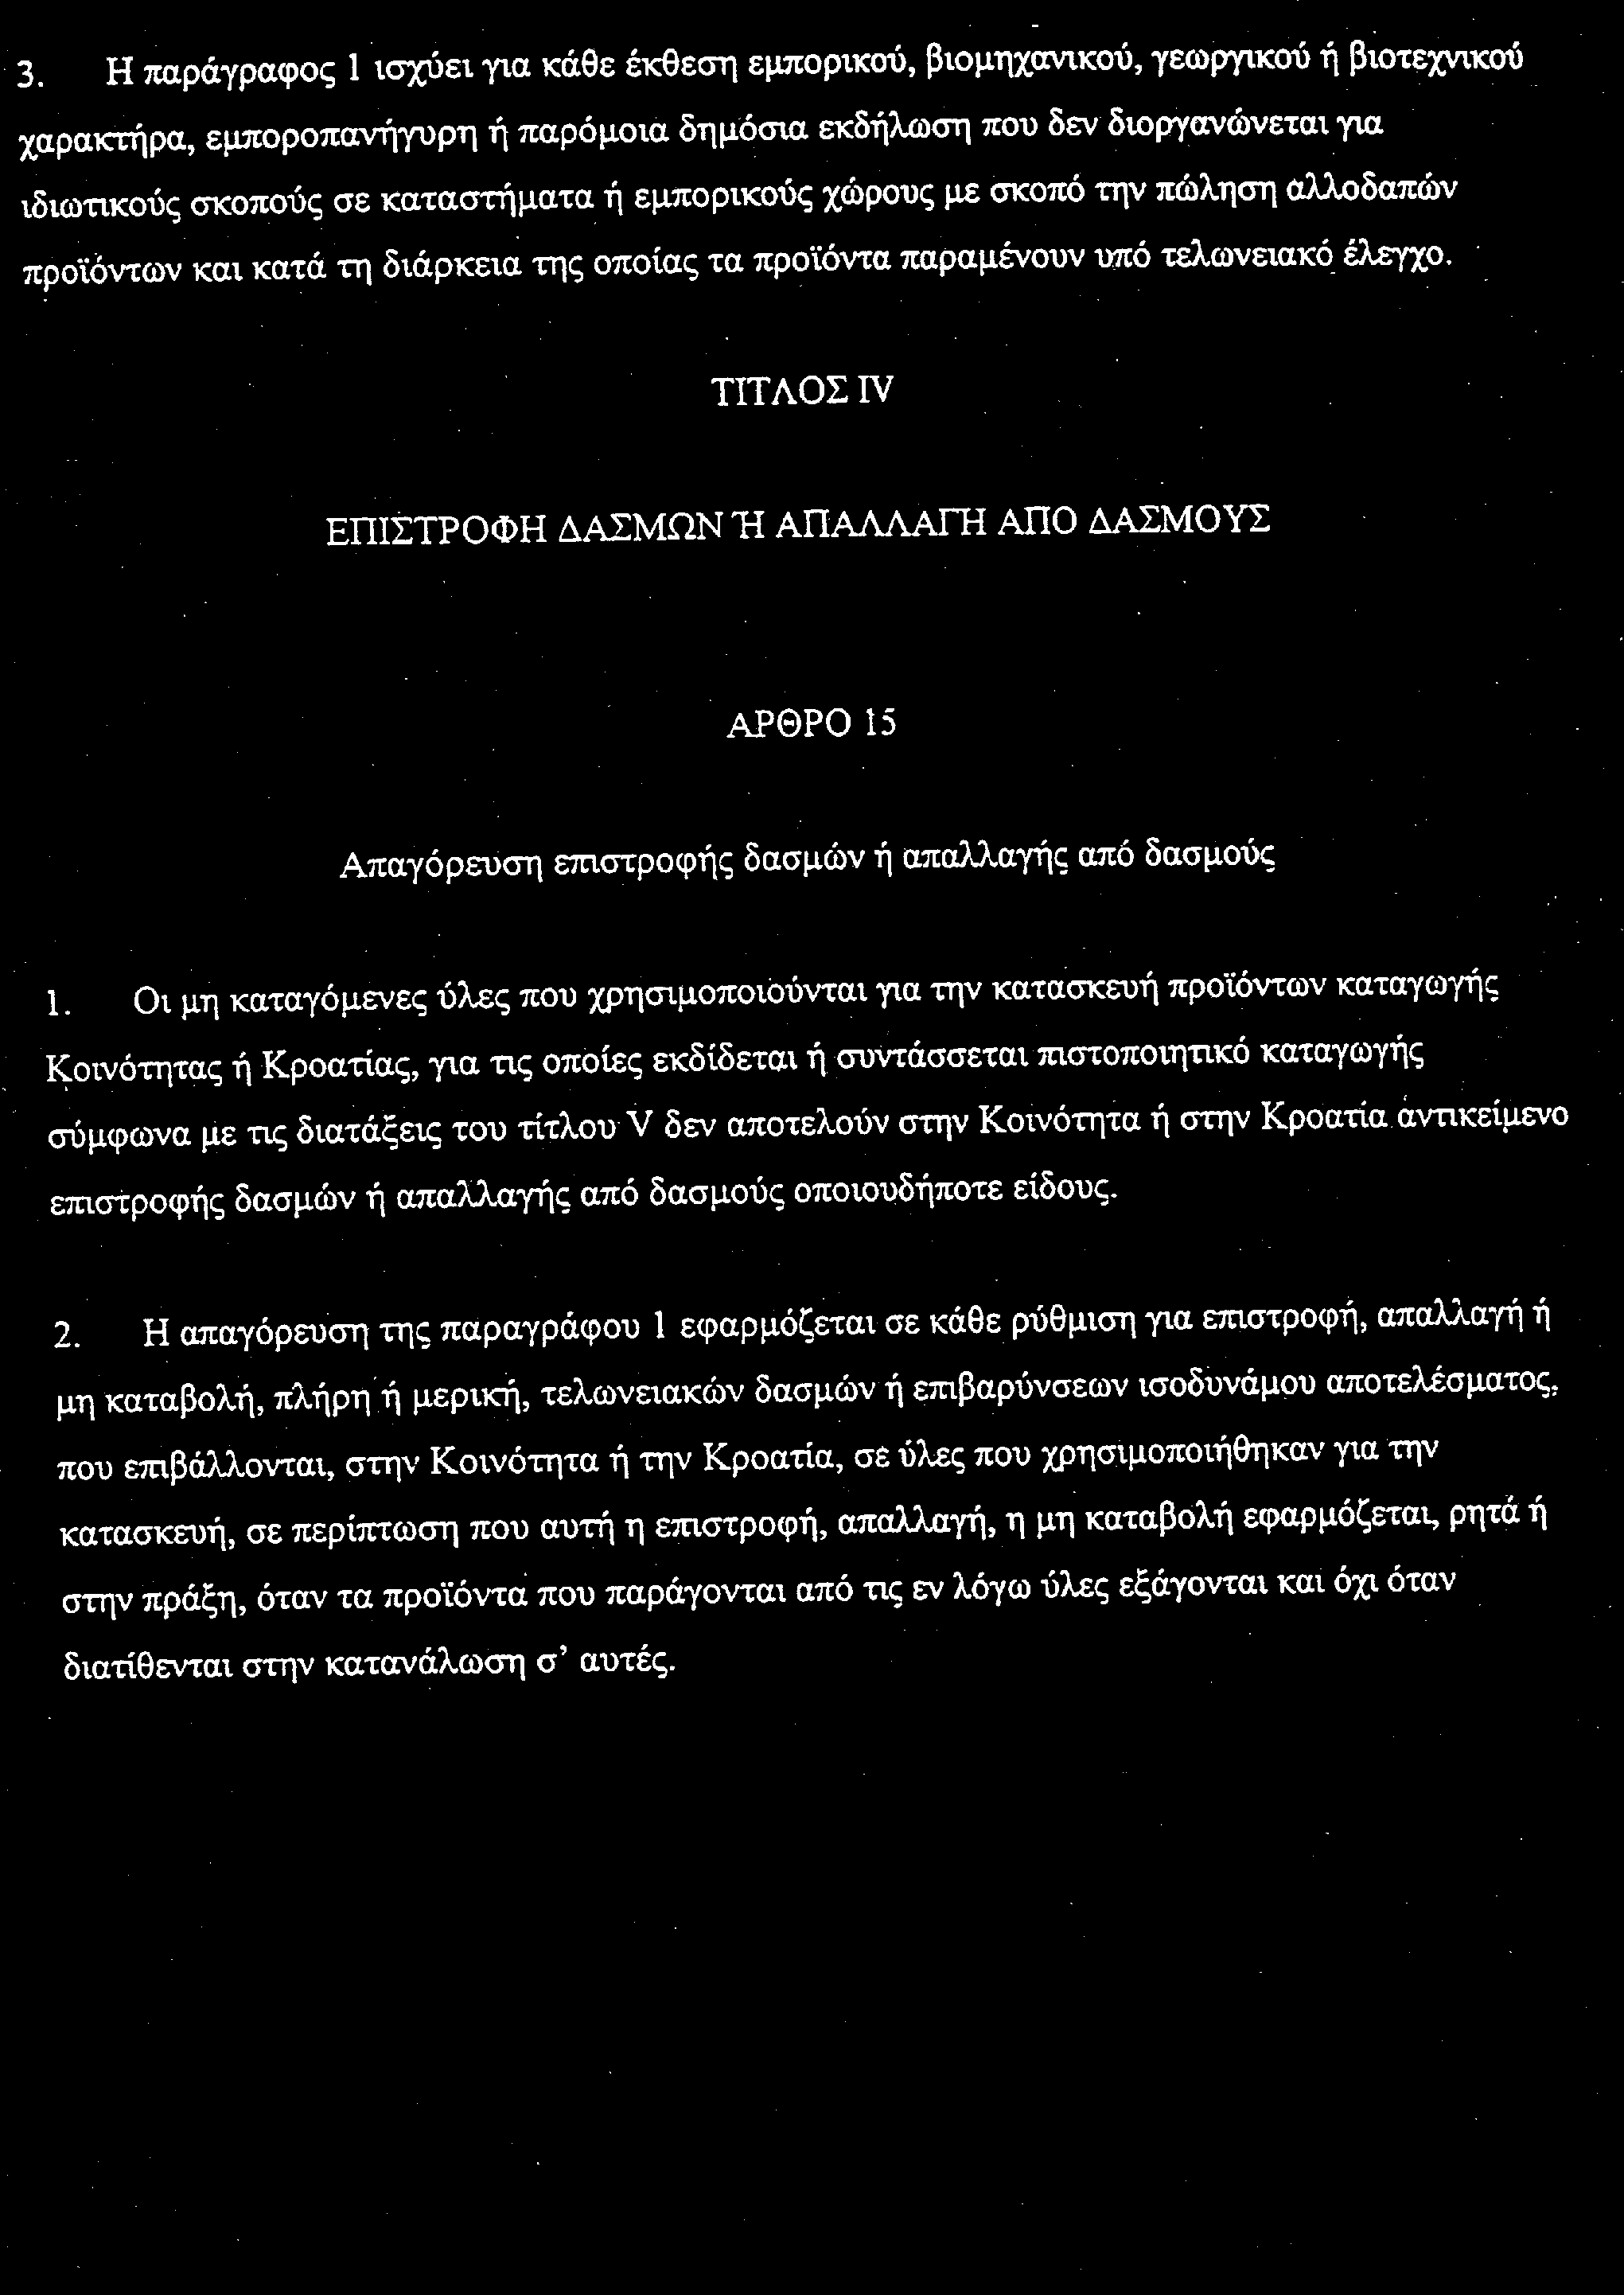 3. Η παράγραφος 1 ισχύει για κάθε έκθεση εμπορικού, βιομηχανικού, γεωργικού ή βιοτεχνικού
χαρακτήρα, εμποροπανήγυρη ή παρόμοια δημόσια εκδήλωση που δεν διοργανώνεται για
ιδιωτικούς σκοπούς σε καταστήματα ή εμπορικούς χώρους με σκοπό την πώληση αλλοδαπών
προϊόντων και κατά τη διάρκεια της οποίας τα προϊόντα παραμένουν υπό τελωνειακό έλεγχο.
ΤΙΤΛΟΣ IV
ΕΠΙΣΤΡΟΦΗ ΔΑΣΜΩΝ Ή ΑΠΑΛΛΑΓΗ ΑΠΟ ΔΑΣΜΟΥΣ
ΑΡΘΡΟ 15
Απαγόρευση επιστροφής δασμών ή απαλλαγής από δασμούς
1. Οι μη καταγόμενες ύλες που χρησιμοποιούνται για την κατασκευή προϊόντων καταγωγής
Κοινότητας ή Κροατίας, για τις οποίες εκδίδεται ή συντάσσεται πιστοποιητικό καταγωγής
σύμφωνα με τις διατάξεις του τίτλου V δεν αποτελούν στην Κοινότητα ή στην Κροατία αντικείμενο
επιστροφής δασμών ή απαλλαγής από δασμούς οποιουδήποτε είδους.
2. Η απαγόρευση της παραγράφου 1 εφαρμόζεται σε κάθε ρύθμιση για επιστροφή, απαλλαγή ή
μη καταβολή, πλήρη ή μερική, τελωνειακών δασμών ή επιβαρύνσεων ισοδυνάμου αποτελέσματος,
που επιβάλλονται, στην Κοινότητα ή την Κροατία, σε ύλες που χρησιμοποιήθηκαν για την
κατασκευή, σε περίπτωση που αυτή η επιστροφή, απαλλαγή, η μη καταβολή εφαρμόζεται, ρητά ή
στην πράξη, όταν τα προϊόντα που παράγονται από τις εν λόγω ύλες εξάγονται και όχι όταν
διατίθενται στην κατανάλωση σ’ αυτές.